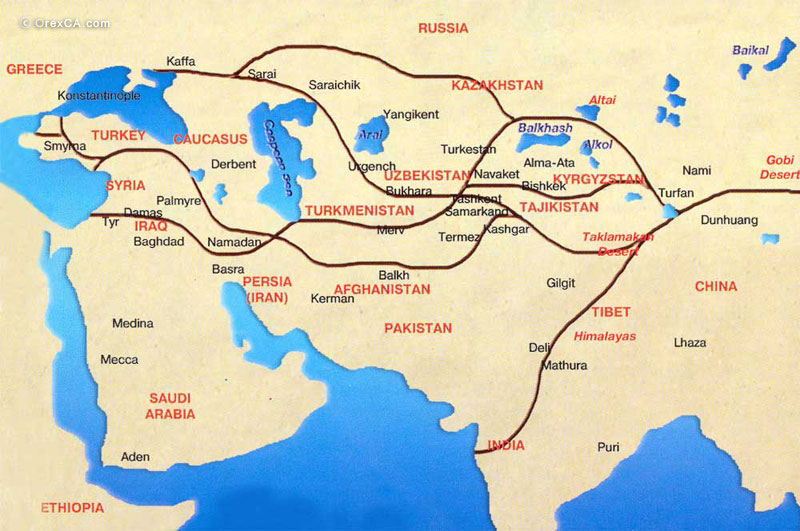 © OrexCA.com
RUSSIA
Baikal
GREECE
Kaffa
Sarai
Saraichik
KAZAKHSTAN
Konstantinople
Altai
Yangikent
TURKEY
CAUCASUS
Caspean Sea
Aral
Balkhash
Smyrna
Turkestan
Alkol
Derbent
Urgench
Alma-Ata
Gobi
Desert
SYRIA
UZBEKISTAN
Navaket
KYRGYZSTAN
Nami
Bishkek
Palmyre
Bukhara
Tashkent
Turfan
Damas
TURKMENISTAN
Samarkand
TAJIKISTAN
Tyr
IRAQ
Merv
Kashgar
Dunhuang
Baghdad
Namadan
Termez
Taklamakan
Desert
Basra
Balkh
PERSIA
(IRAN)
AFGHANISTAN
Gilgit
CHINA
Kerman
Medina
PAKISTAN
TIBET
Himalayas
Lhaza
Mecca
Deli
Mathura
SAUDI
ARABIA
INDIA
Puri
Aden
ETHIOPIA